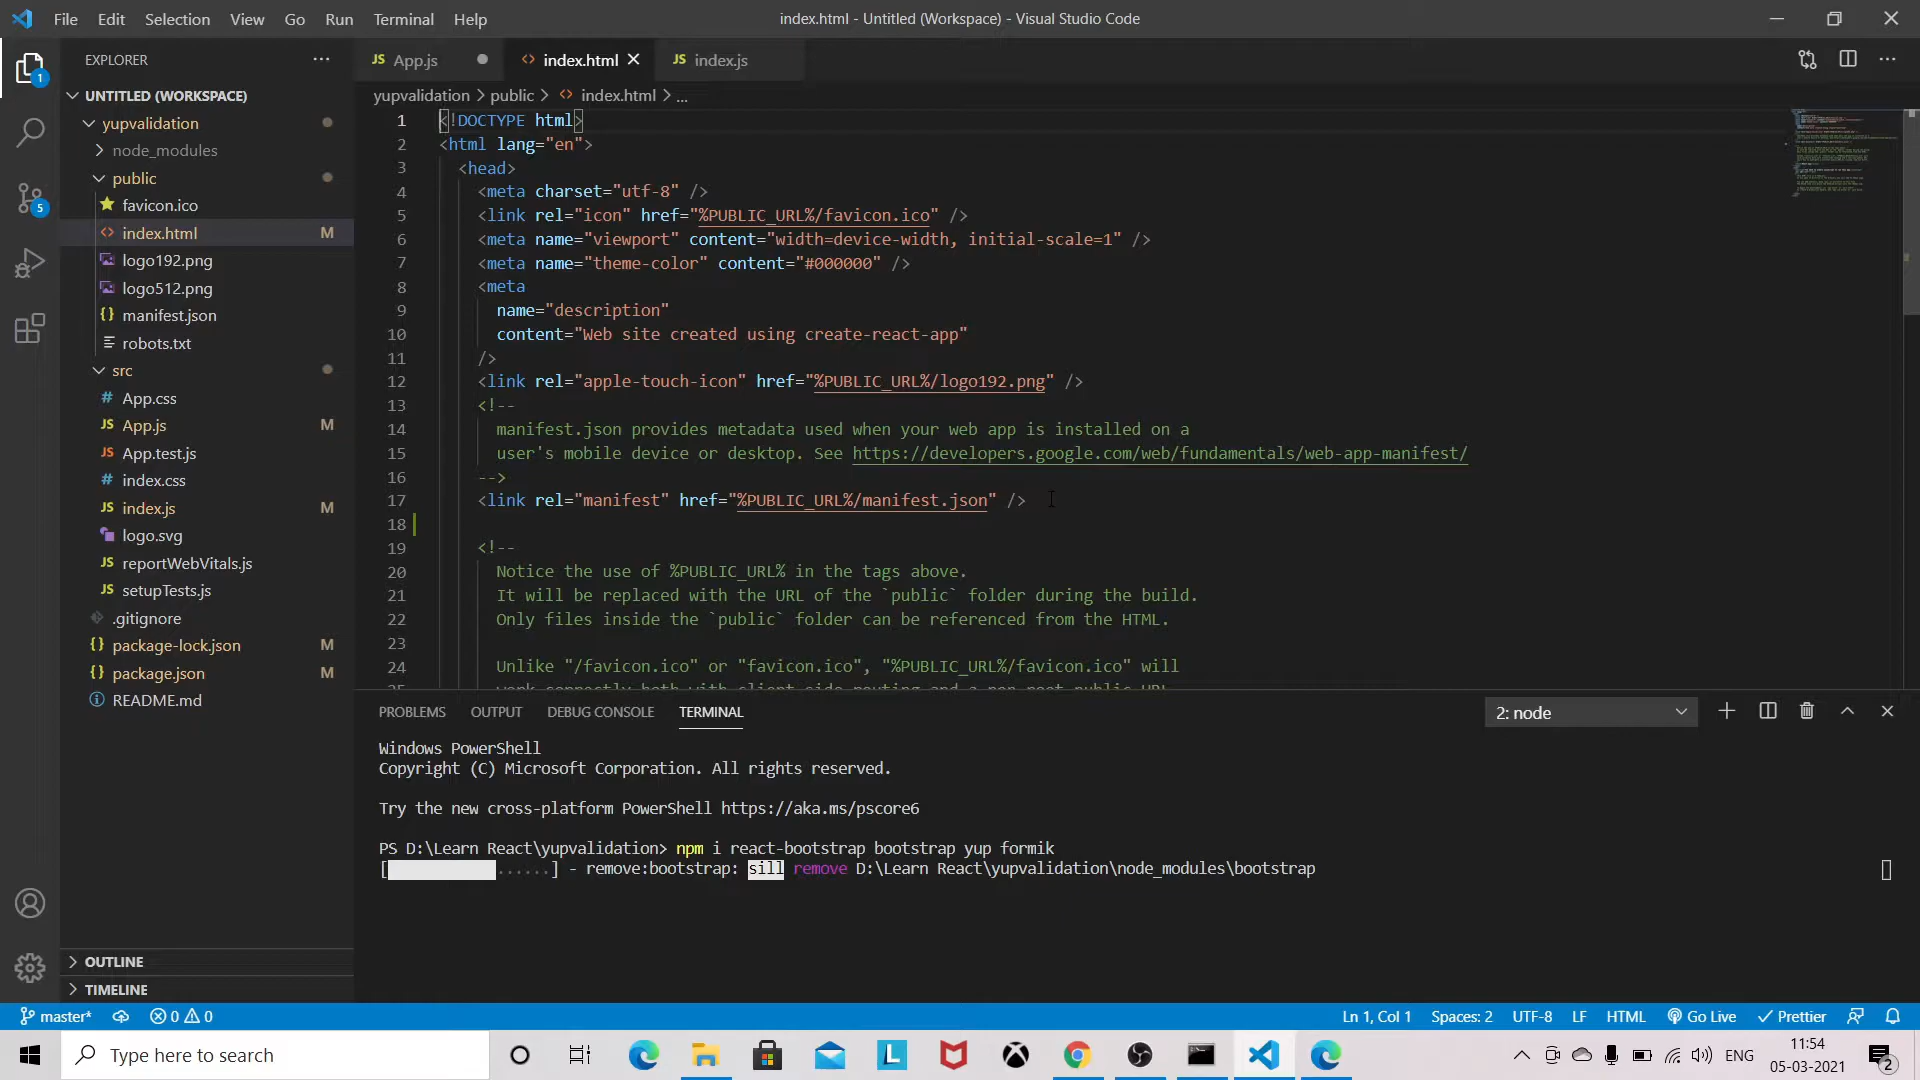 File Edit Selection View Go Run Terminal Help
index.html - Untitled (Workspace) - Visual Studio Code
EXPLORER
1
5
UNTITLED (WORKSPACE)
yupvalidation
node_modules
public
favicon.ico
index.html M
logo192.png
logo512.png
manifest.json
robots.txt
src
# App.css
JS App.js M
JS App.test.js
# index.css
JS index.js M
logo.svg
JS reportWebVitals.js
JS setupTests.js
.gitignore
{} package-lock.json M
{} package.json M
README.md
OUTLINE
TIMELINE
JS App.js
<> index.html
JS index.js
yupvalidation > public > <> index.html > ...
1 <!DOCTYPE html>
2 <html lang="en">
3 <head>
4 <meta charset="utf-8" />
5 <link rel="icon" href="%PUBLIC_URL%/favicon.ico" />
6 <meta name="viewport" content="width=device-width, initial-scale=1" />
7 <meta name="theme-color" content="#000000" />
8 <meta
9 name="description"
10 content="Web site created using create-react-app"
11 />
12 <link rel="apple-touch-icon" href="%PUBLIC_URL%/logo192.png" />
13 <!--
14 manifest.json provides metadata used when your web app is installed on a
15 user's mobile device or desktop. See https://developers.google.com/web/fundamentals/web-app-manifest/
16 -->
17 <link rel="manifest" href="%PUBLIC_URL%/manifest.json" />
18
19 <!--
20 Notice the use of %PUBLIC_URL% in the tags above.
21 It will be replaced with the URL of the `public` folder during the build.
22 Only files inside the `public` folder can be referenced from the HTML.
23
24 Unlike "/favicon.ico" or "favicon.ico", "%PUBLIC_URL%/favicon.ico" will
PROBLEMS OUTPUT DEBUG CONSOLE TERMINAL
2: node
Windows PowerShell
Copyright (C) Microsoft Corporation. All rights reserved.
Try the new cross-platform PowerShell https://aka.ms/pscore6
PS D:\Learn React\yupvalidation> npm i react-bootstrap bootstrap yup formik
[ ......] - remove:bootstrap: sill remove D:\Learn React\yupvalidation\node_modules\bootstrap
master* 0 0
Ln 1, Col 1 Spaces: 2 UTF-8 LF HTML Go Live Prettier
Type here to search
L
ENG
11:54
05-03-2021
2